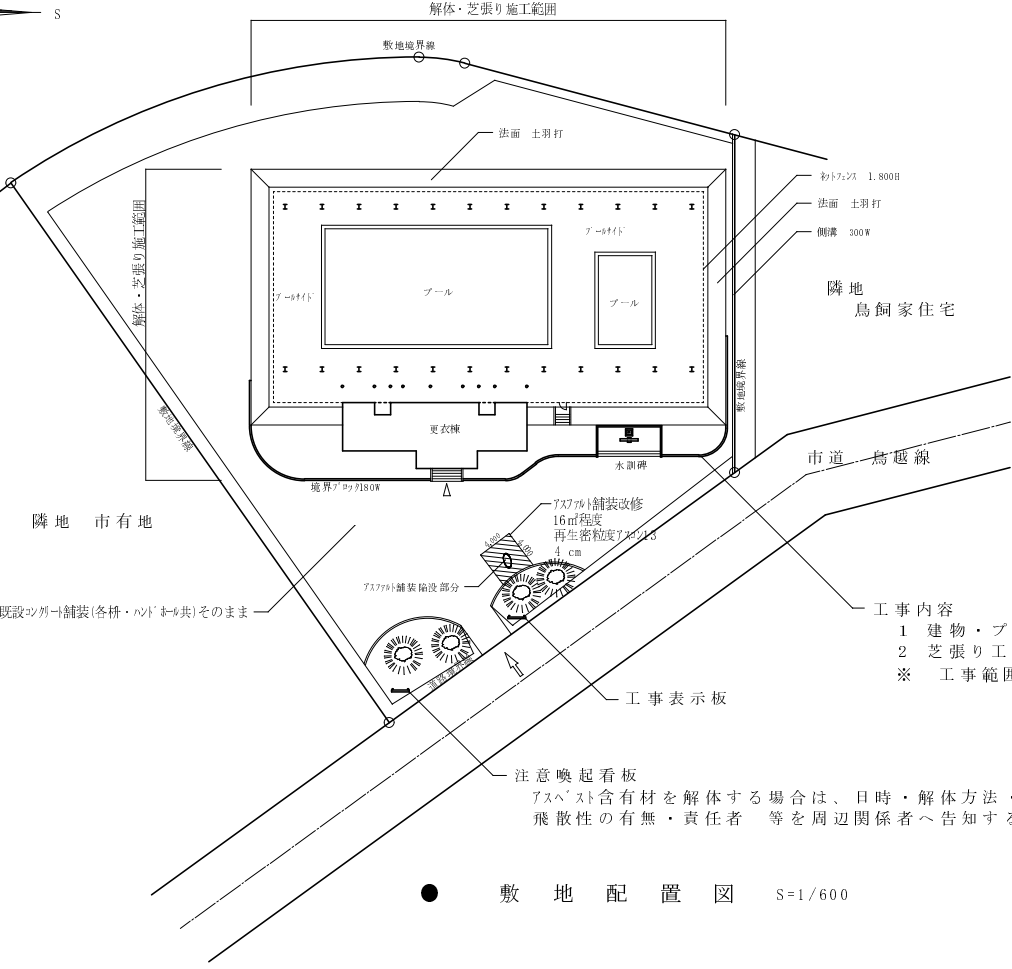 S
解体・芝張り施工範囲
敷地境界線
法面　土羽打
ネットフェンス　1.800H
法面　土羽打
側溝　300W
解体・芝張り施工範囲
プールサイド
プールサイド
プール
プール
隣地
鳥飼家住宅
敷地境界線
敷地境界線
更衣棟
水訓碑
市道　鳥越線
境界ブロック180W
隣地　市有地
アスファルト舗装改修
16㎡程度
再生密粒度アスコン13
4 cm
4,000
4,000
アスファルト舗装陥没部分
既設コンクリート舗装(各桝・ハンドホール共)そのまま
工事内容
1　建物・プ
2　芝張り工
※　工事範囲
道路境界線
工事表示板
注意喚起看板
アスベスト含有材を解体する場合は、日時・解体方法・
飛散性の有無・責任者　等を周辺関係者へ告知する
● 敷地配置図　S=1/600